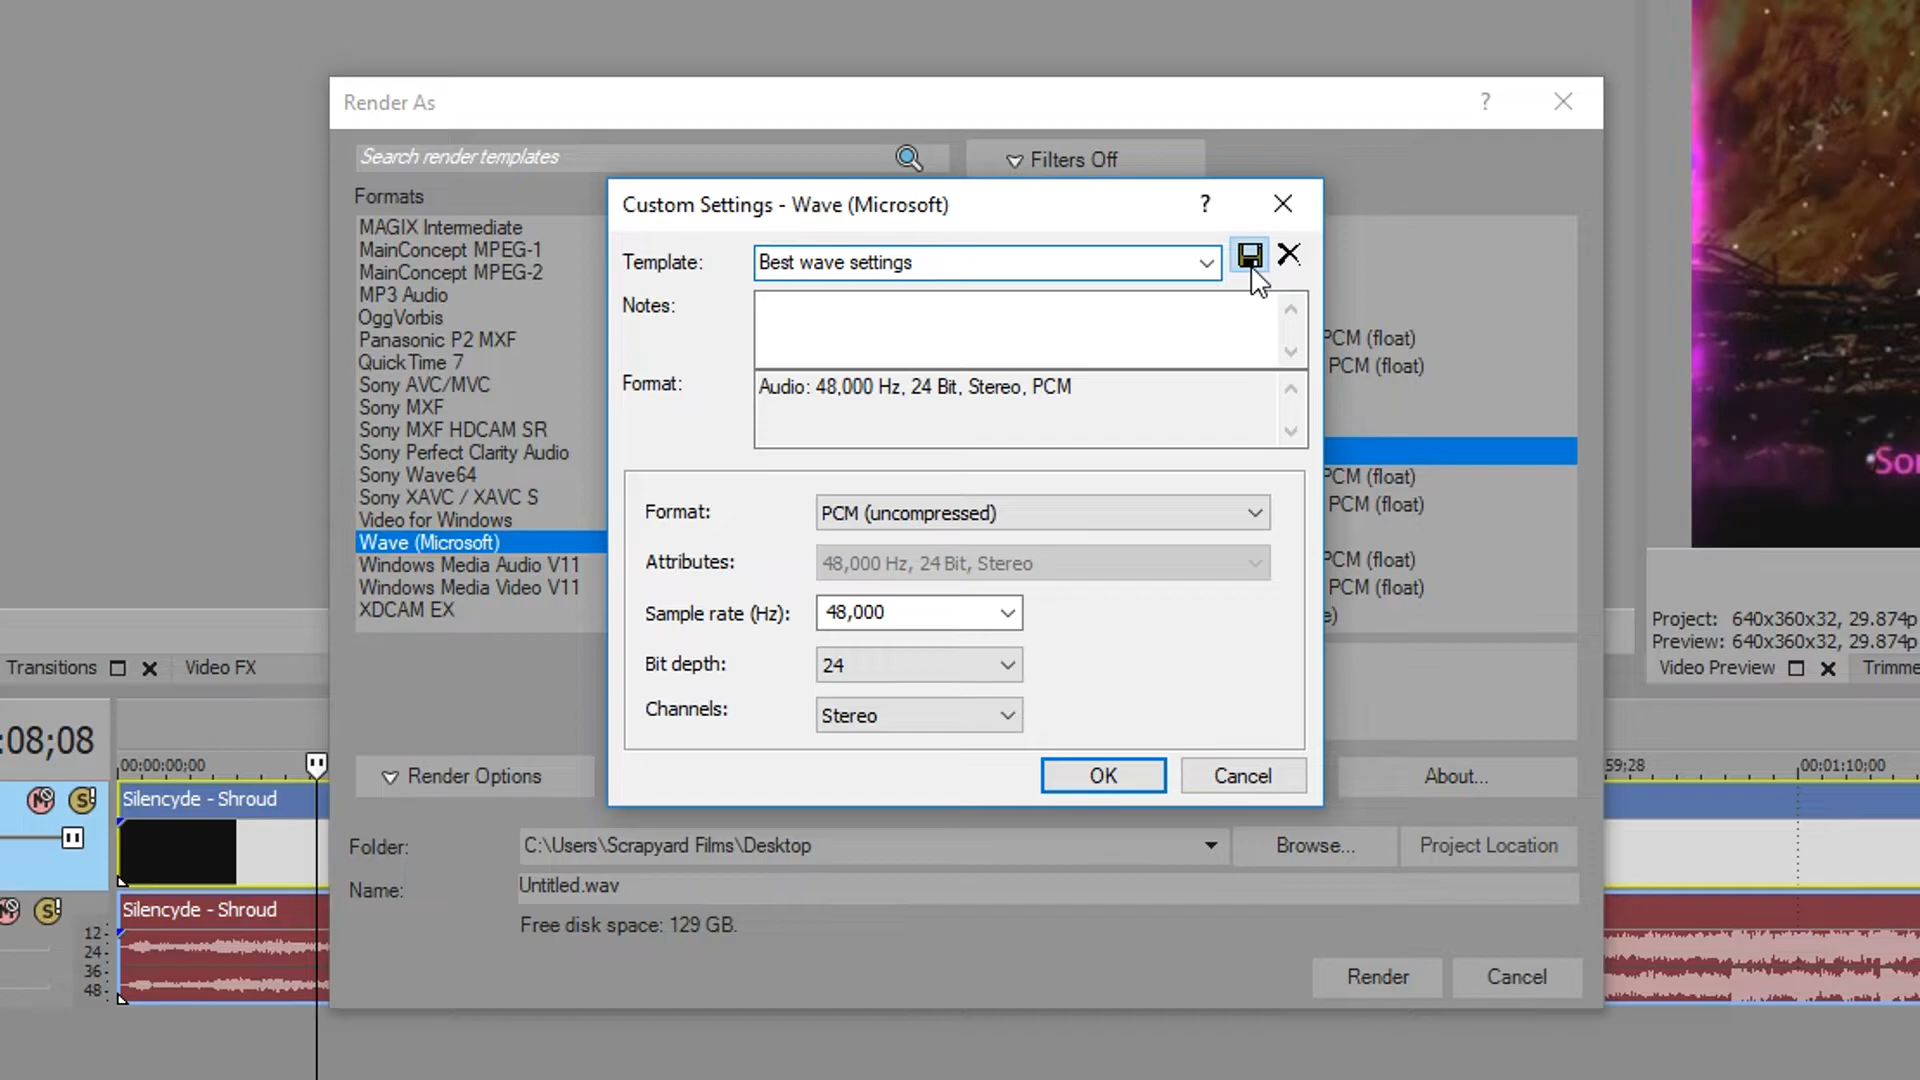 Render As
?
Search render templates
Filters Off
Formats
MAGIX Intermediate
MainConcept MPEG-1
MainConcept MPEG-2
MP3 Audio
OggVorbis
Panasonic P2 MXF
QuickTime 7
Sony AVC/MVC
Sony MXF
Sony MXF HDCAM SR
Sony Perfect Clarity Audio
Sony Wave64
Sony XAVC / XAVC S
Video for Windows
Wave (Microsoft)
Windows Media Audio V11
Windows Media Video V11
XDCAM EX
Custom Settings - Wave (Microsoft)
?
Template: Best wave settings
Notes:
Format: Audio: 48,000 Hz, 24 Bit, Stereo, PCM
Format: PCM (uncompressed)
Attributes: 48,000 Hz, 24 Bit, Stereo
Sample rate (Hz): 48,000
Bit depth: 24
Channels: Stereo
OK
Cancel
PCM (float)
PCM (float)
PCM (float)
PCM (float)
PCM (float)
PCM (float)
Render Options
About...
Folder: C:\Users\Scrapyard Films\Desktop
Browse...
Project Location
Name: Untitled.wav
Free disk space: 129 GB.
Render
Cancel
Project: 640x360x32, 29.874p
Preview: 640x360x32, 29.874p
Video Preview
Transitions
Video FX
:08;08
00:00:00;00
59;28
00:01:10;00
Silencyde - Shroud
Silencyde - Shroud
12
24
36
48